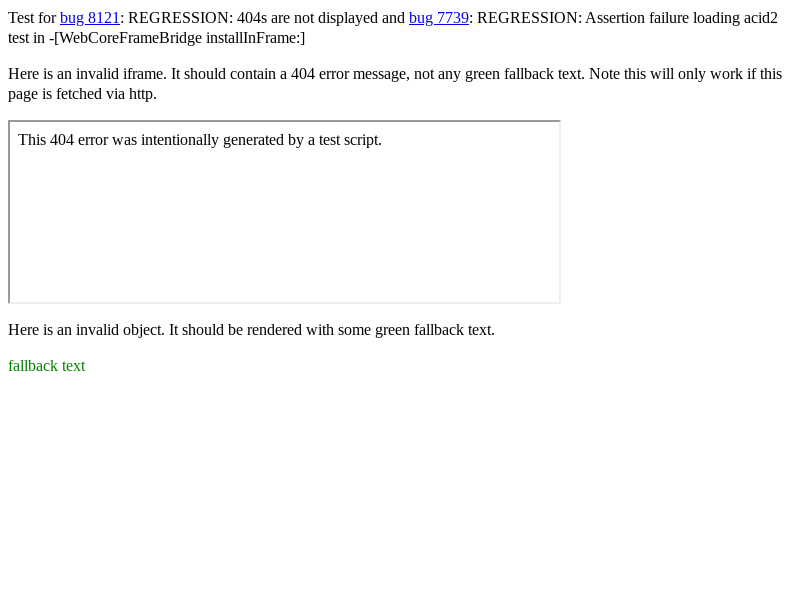 Test for bug 8121: REGRESSION: 404s are not displayed and bug 7739: REGRESSION: Assertion failure loading acid2
test in -[WebCoreFrameBridge installInFrame:]
Here is an invalid iframe. It should contain a 404 error message, not any green fallback text. Note this will only work if this
page is fetched via http.
This 404 error was intentionally generated by a test script.
Here is an invalid object. It should be rendered with some green fallback text.
fallback text